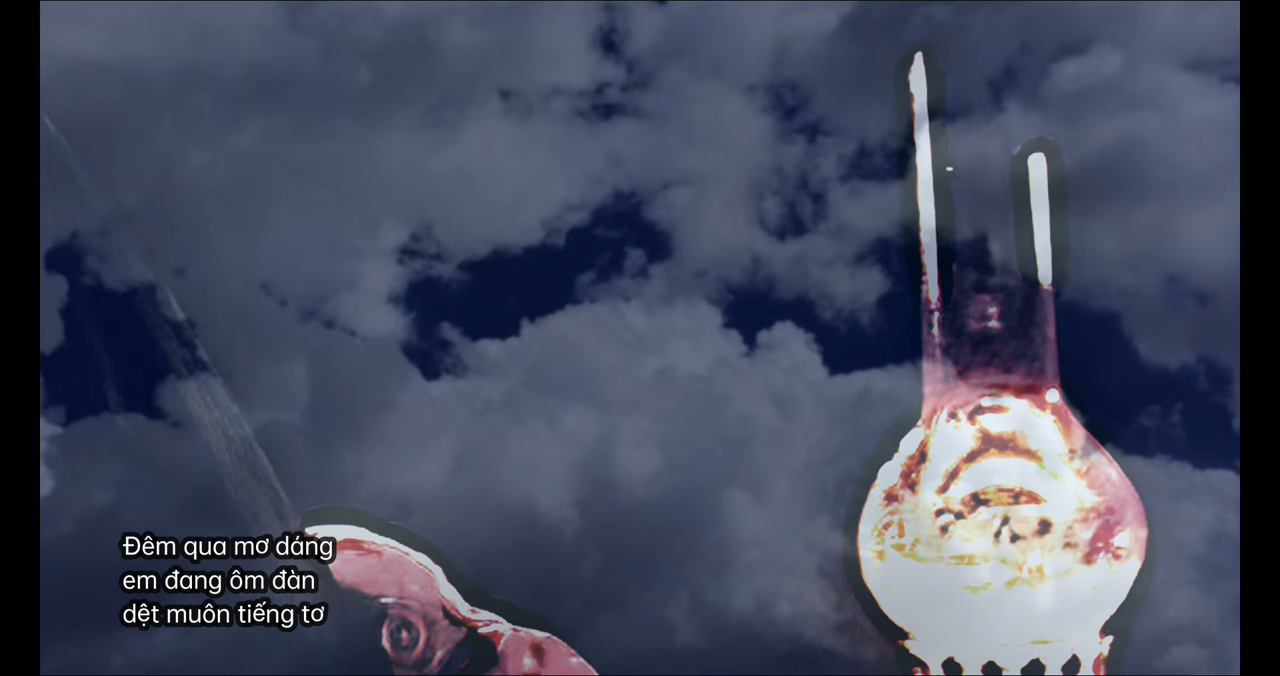 Đêm qua mơ dáng
em đang ôm đàn
dệt muôn tiếng tơ